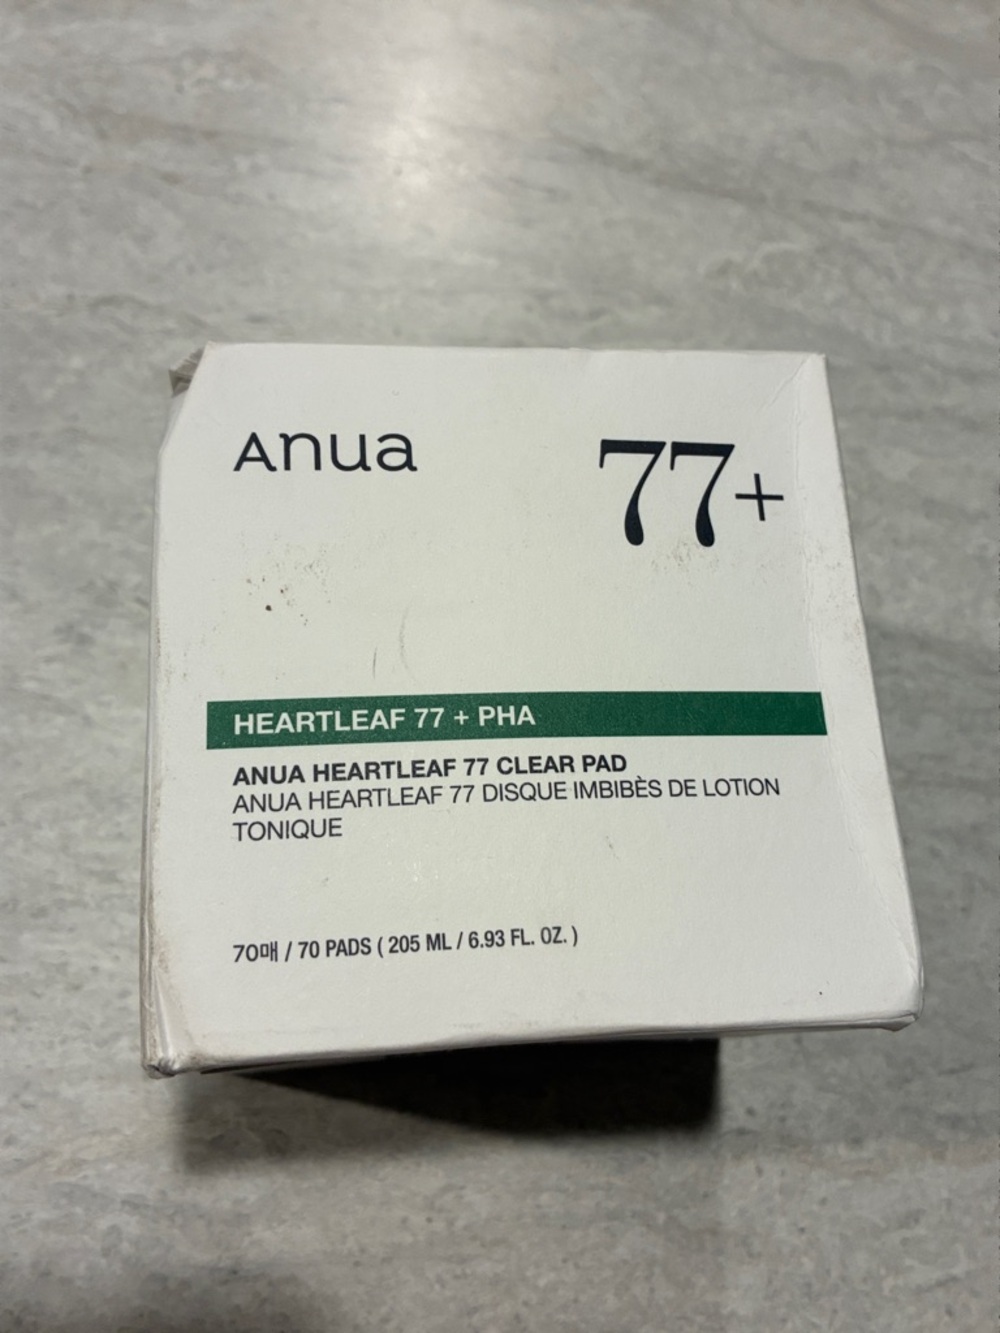 Anua
77+
HEARTLEAF 77 + PHA
ANUA HEARTLEAF 77 CLEAR PAD
ANUA HEARTLEAF 77 DISQUE IMBIBÈS DE LOTION
TONIQUE
70매 / 70 PADS ( 205 ML / 6.93 FL. OZ. )